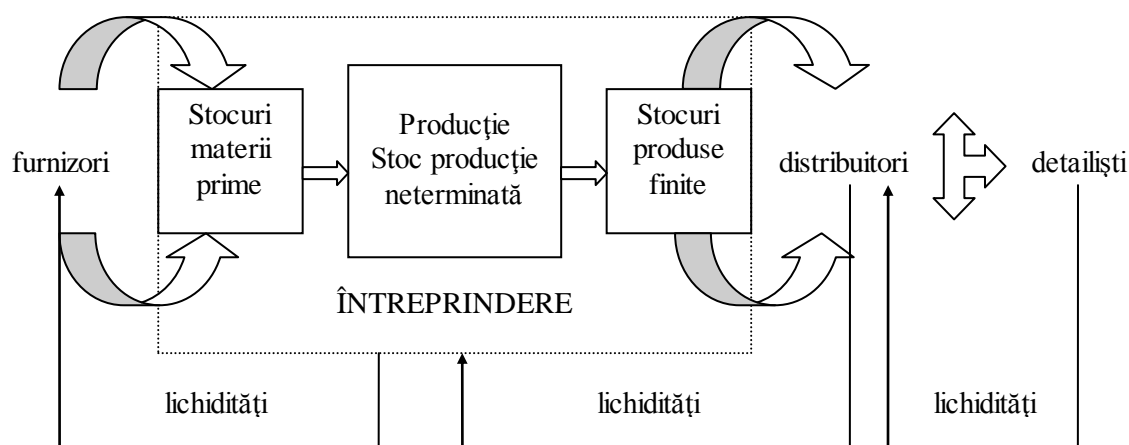 furnizori
Stocuri
materii
prime
Producţie
Stoc producţie
neterminată
Stocuri
produse
finite
distribuitori
detailişti
ÎNTREPRINDERE
lichidităţi
lichidităţi
lichidităţi